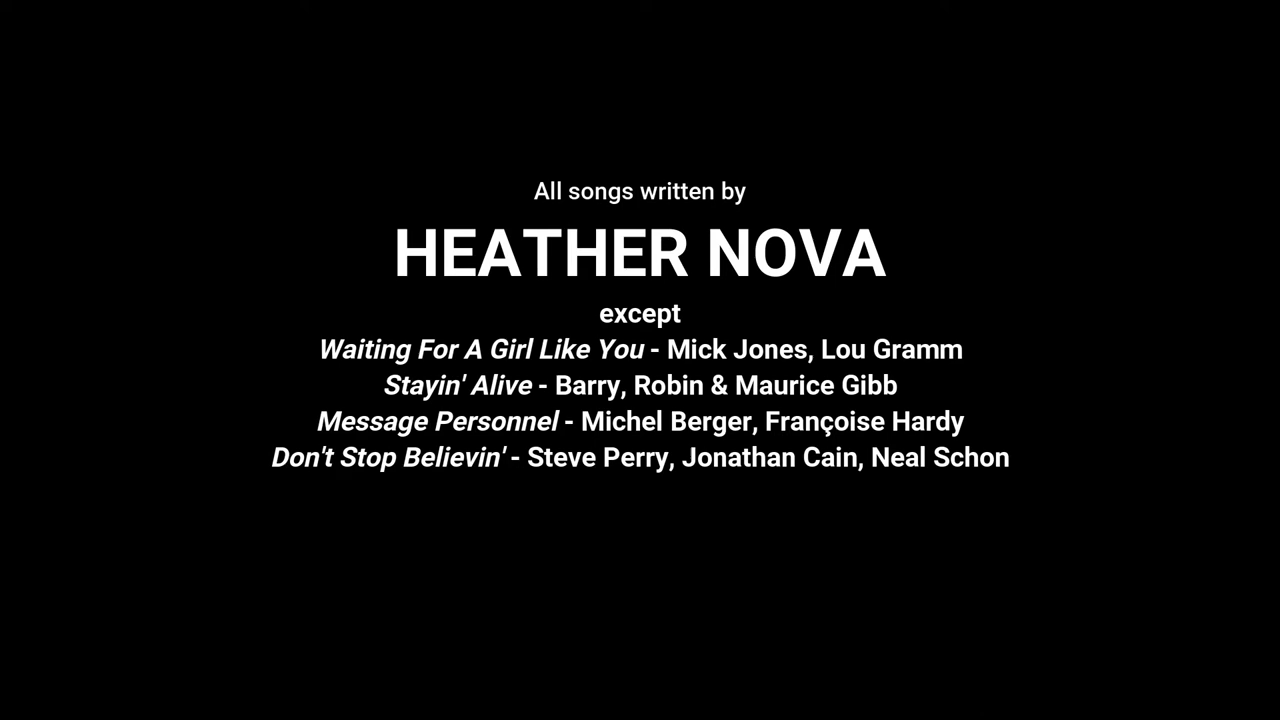 All songs written by
HEATHER NOVA
except
Waiting For A Girl Like You - Mick Jones, Lou Gramm
Stayin' Alive - Barry, Robin & Maurice Gibb
Message Personnel - Michel Berger, Françoise Hardy
Don't Stop Believin' - Steve Perry, Jonathan Cain, Neal Schon